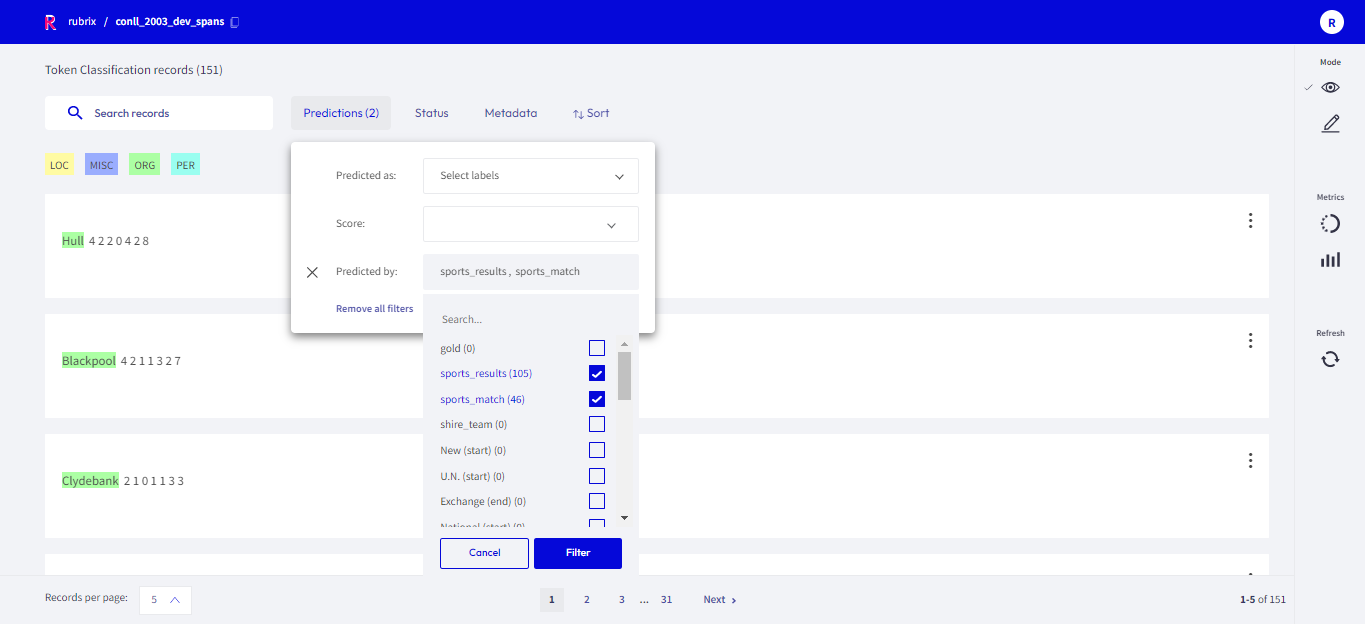 R rubrix / conll_2003_dev_spans
R
Token Classification records (151)
Mode
Search records
Predictions (2)
Status
Metadata
Sort
LOC MISC ORG PER
Predicted as:
Select labels
Score:
Predicted by:
sports_results , sports_match
Remove all filters
Search...
gold (0)
sports_results (105)
sports_match (46)
shire_team (0)
New (start) (0)
U.N. (start) (0)
Exchange (end) (0)
National (start) (0)
Cancel
Filter
Hull 4 2 2 0 4 2 8
Blackpool 4 2 1 1 3 2 7
Clydebank 2 1 0 1 1 3 3
Metrics
Refresh
Records per page:
5
1 2 3 ... 31 Next
1-5 of 151